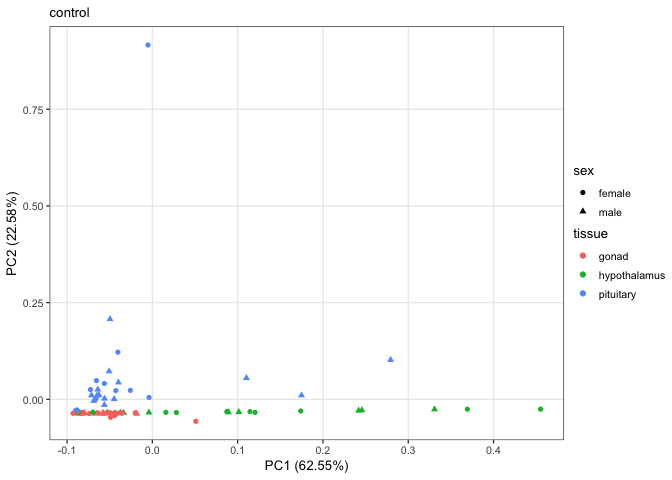 control
0.75
0.50
0.25
0.00
PC2 (22.58%)
-0.1
0.0
0.1
0.2
0.3
0.4
PC1 (62.55%)
sex
female
male
tissue
gonad
hypothalamus
pituitary